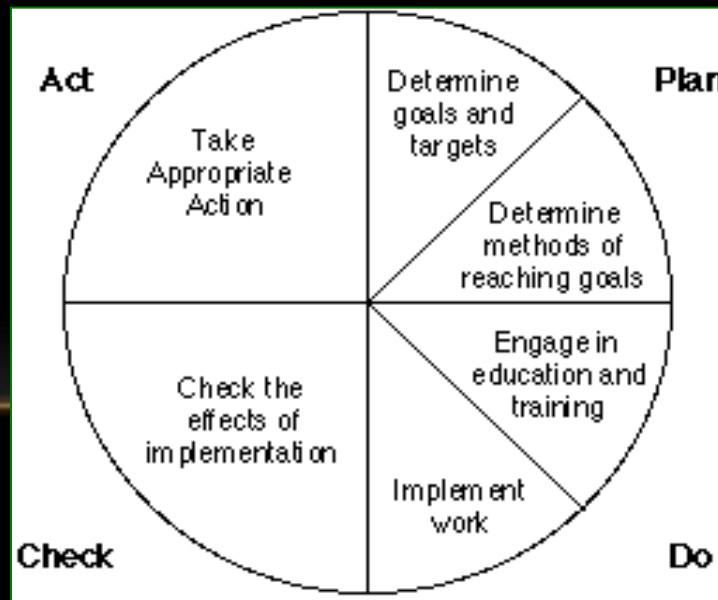 Act
Plan
Determine
goals and
targets
Take
Appropriate
Action
Determine
methods of
reaching goals
Engage in
education and
training
Check the
effects of
implementation
Implement
work
Check
Do